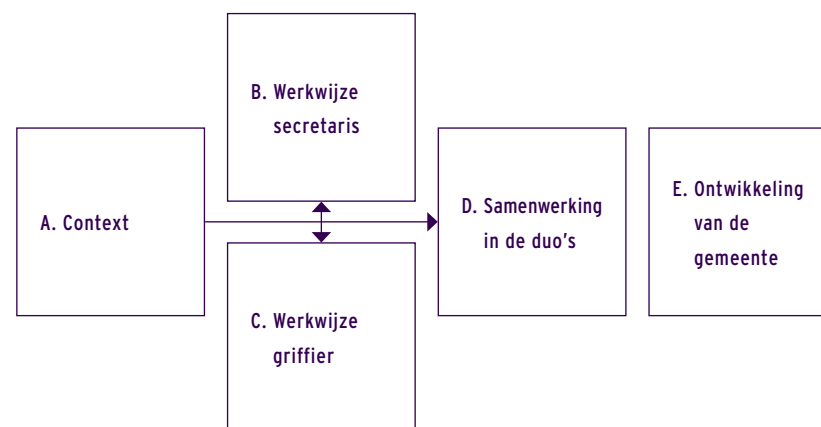 B. Werkwijze
secretaris
A. Context
D. Samenwerking
in de duo's
E. Ontwikkeling
van de
gemeente
C. Werkwijze
griffier